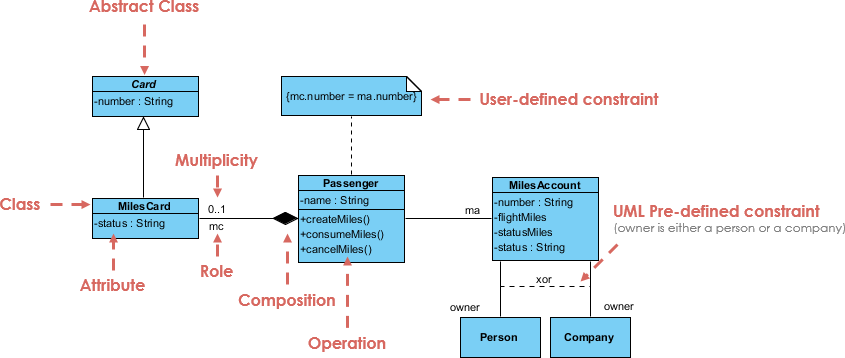 Abstract Class
Card
-number : String
{mc.number = ma.number}
User-defined constraint
Multiplicity
Class
MilesCard
-status : String
0..1
mc
Passenger
-name : String
+createMiles()
+consumeMiles()
+cancelMiles()
ma
MilesAccount
-number : String
-flightMiles
-statusMiles
-status : String
UML Pre-defined constraint
(owner is either a person or a company)
Attribute
Role
Composition
Operation
xor
owner
owner
Person
Company